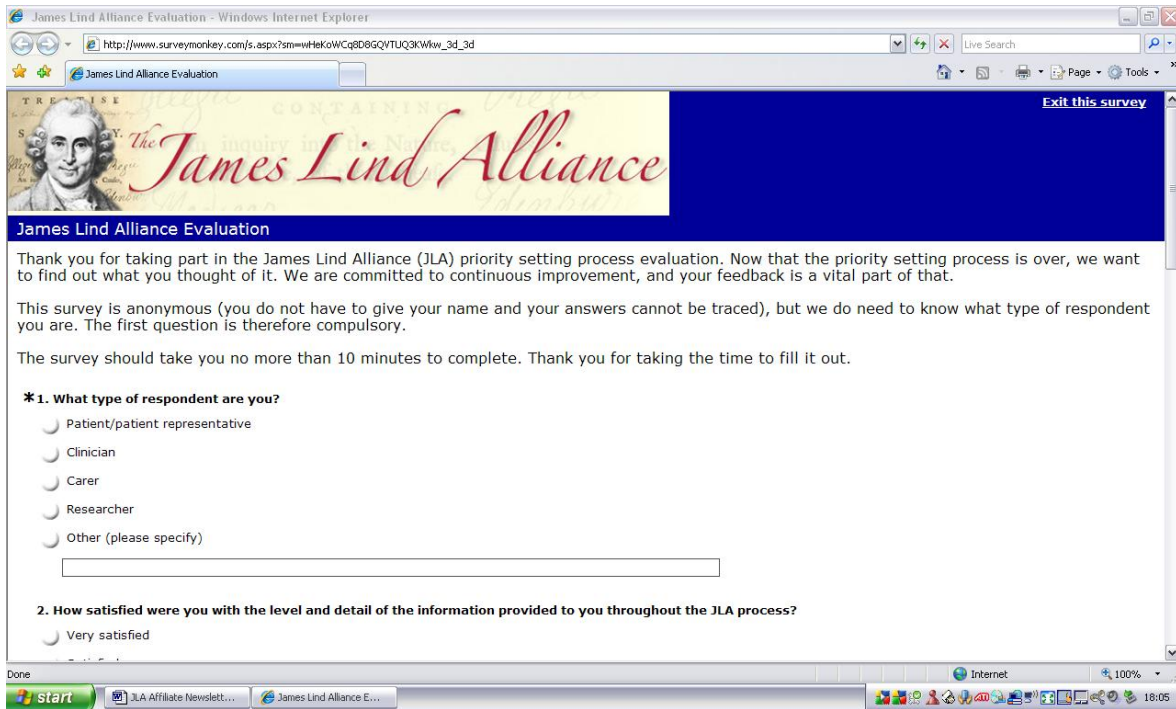 James Lind Alliance Evaluation - Windows Internet Explorer
http://www.surveymonkey.com/s.aspx?sm=wHeKoWCq8D8GQVTUQ3KWkw_3d_3d
Live Search
James Lind Alliance Evaluation
Page
Tools
TREATISE
CONTAINING
inquiry into the Nature,
The James Lind Alliance
Edinburg
Exit this survey
James Lind Alliance Evaluation
Thank you for taking part in the James Lind Alliance (JLA) priority setting process evaluation. Now that the priority setting process is over, we want
to find out what you thought of it. We are committed to continuous improvement, and your feedback is a vital part of that.
This survey is anonymous (you do not have to give your name and your answers cannot be traced), but we do need to know what type of respondent
you are. The first question is therefore compulsory.
The survey should take you no more than 10 minutes to complete. Thank you for taking the time to fill it out.
*1. What type of respondent are you?
Patient/patient representative
Clinician
Carer
Researcher
Other (please specify)
2. How satisfied were you with the level and detail of the information provided to you throughout the JLA process?
Very satisfied
Done
Internet
100%
start
JLA Affiliate Newslett...
James Lind Alliance E...
18:05